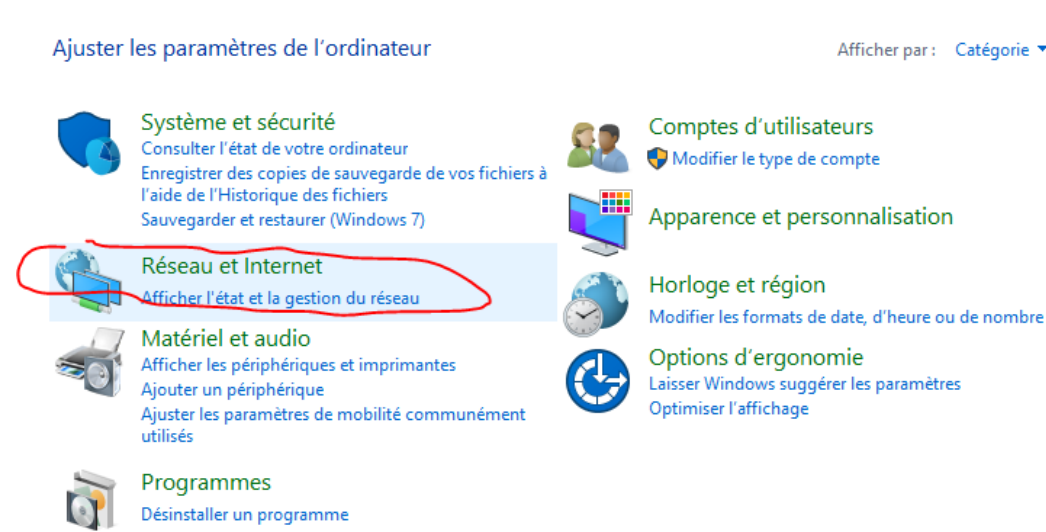 Ajuster les paramètres de l'ordinateur
Afficher par : Catégorie
Système et sécurité
Consulter l'état de votre ordinateur
Enregistrer des copies de sauvegarde de vos fichiers à
l'aide de l'Historique des fichiers
Sauvegarder et restaurer (Windows 7)
Réseau et Internet
Afficher l'état et la gestion du réseau
Matériel et audio
Afficher les périphériques et imprimantes
Ajouter un périphérique
Ajuster les paramètres de mobilité communément
utilisés
Programmes
Désinstaller un programme
Comptes d'utilisateurs
Modifier le type de compte
Apparence et personnalisation
Horloge et région
Modifier les formats de date, d'heure ou de nombre
Options d'ergonomie
Laisser Windows suggérer les paramètres
Optimiser l'affichage